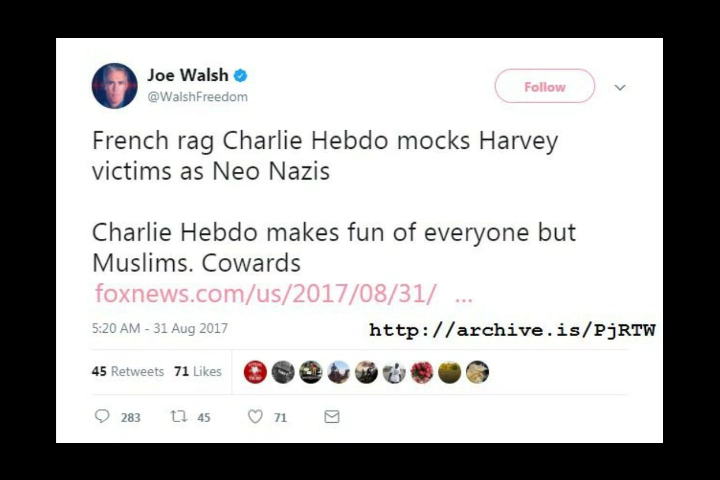 Joe Walsh
@WalshFreedom
Follow
French rag Charlie Hebdo mocks Harvey
victims as Neo Nazis
Charlie Hebdo makes fun of everyone but
Muslims. Cowards
foxnews.com/us/2017/08/31/ ...
5:20 AM - 31 Aug 2017
http://archive.is/PjRTW
45 Retweets 71 Likes
283 45 71